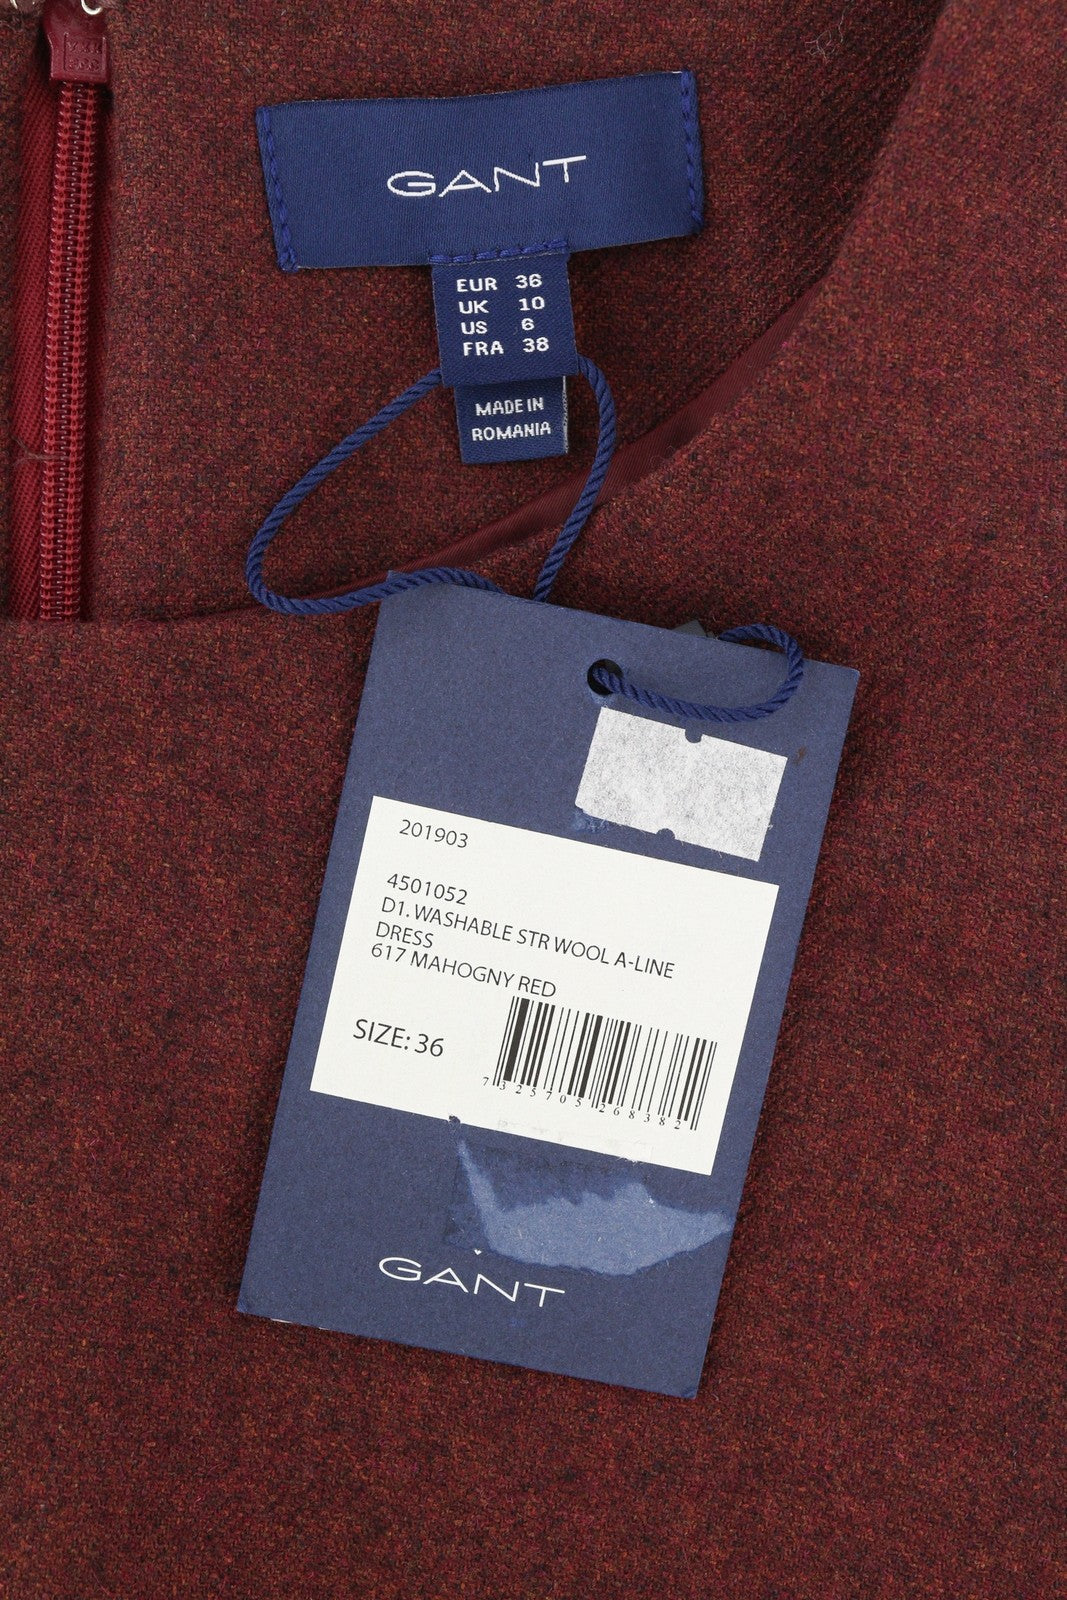 GANT
EUR 36
UK 10
US 6
FRA 38
MADE IN
ROMANIA
201903
4501052
D1. WASHABLE STR WOOL A-LINE
DRESS
617 MAHOGNY RED
SIZE: 36
7325705268382
GANT